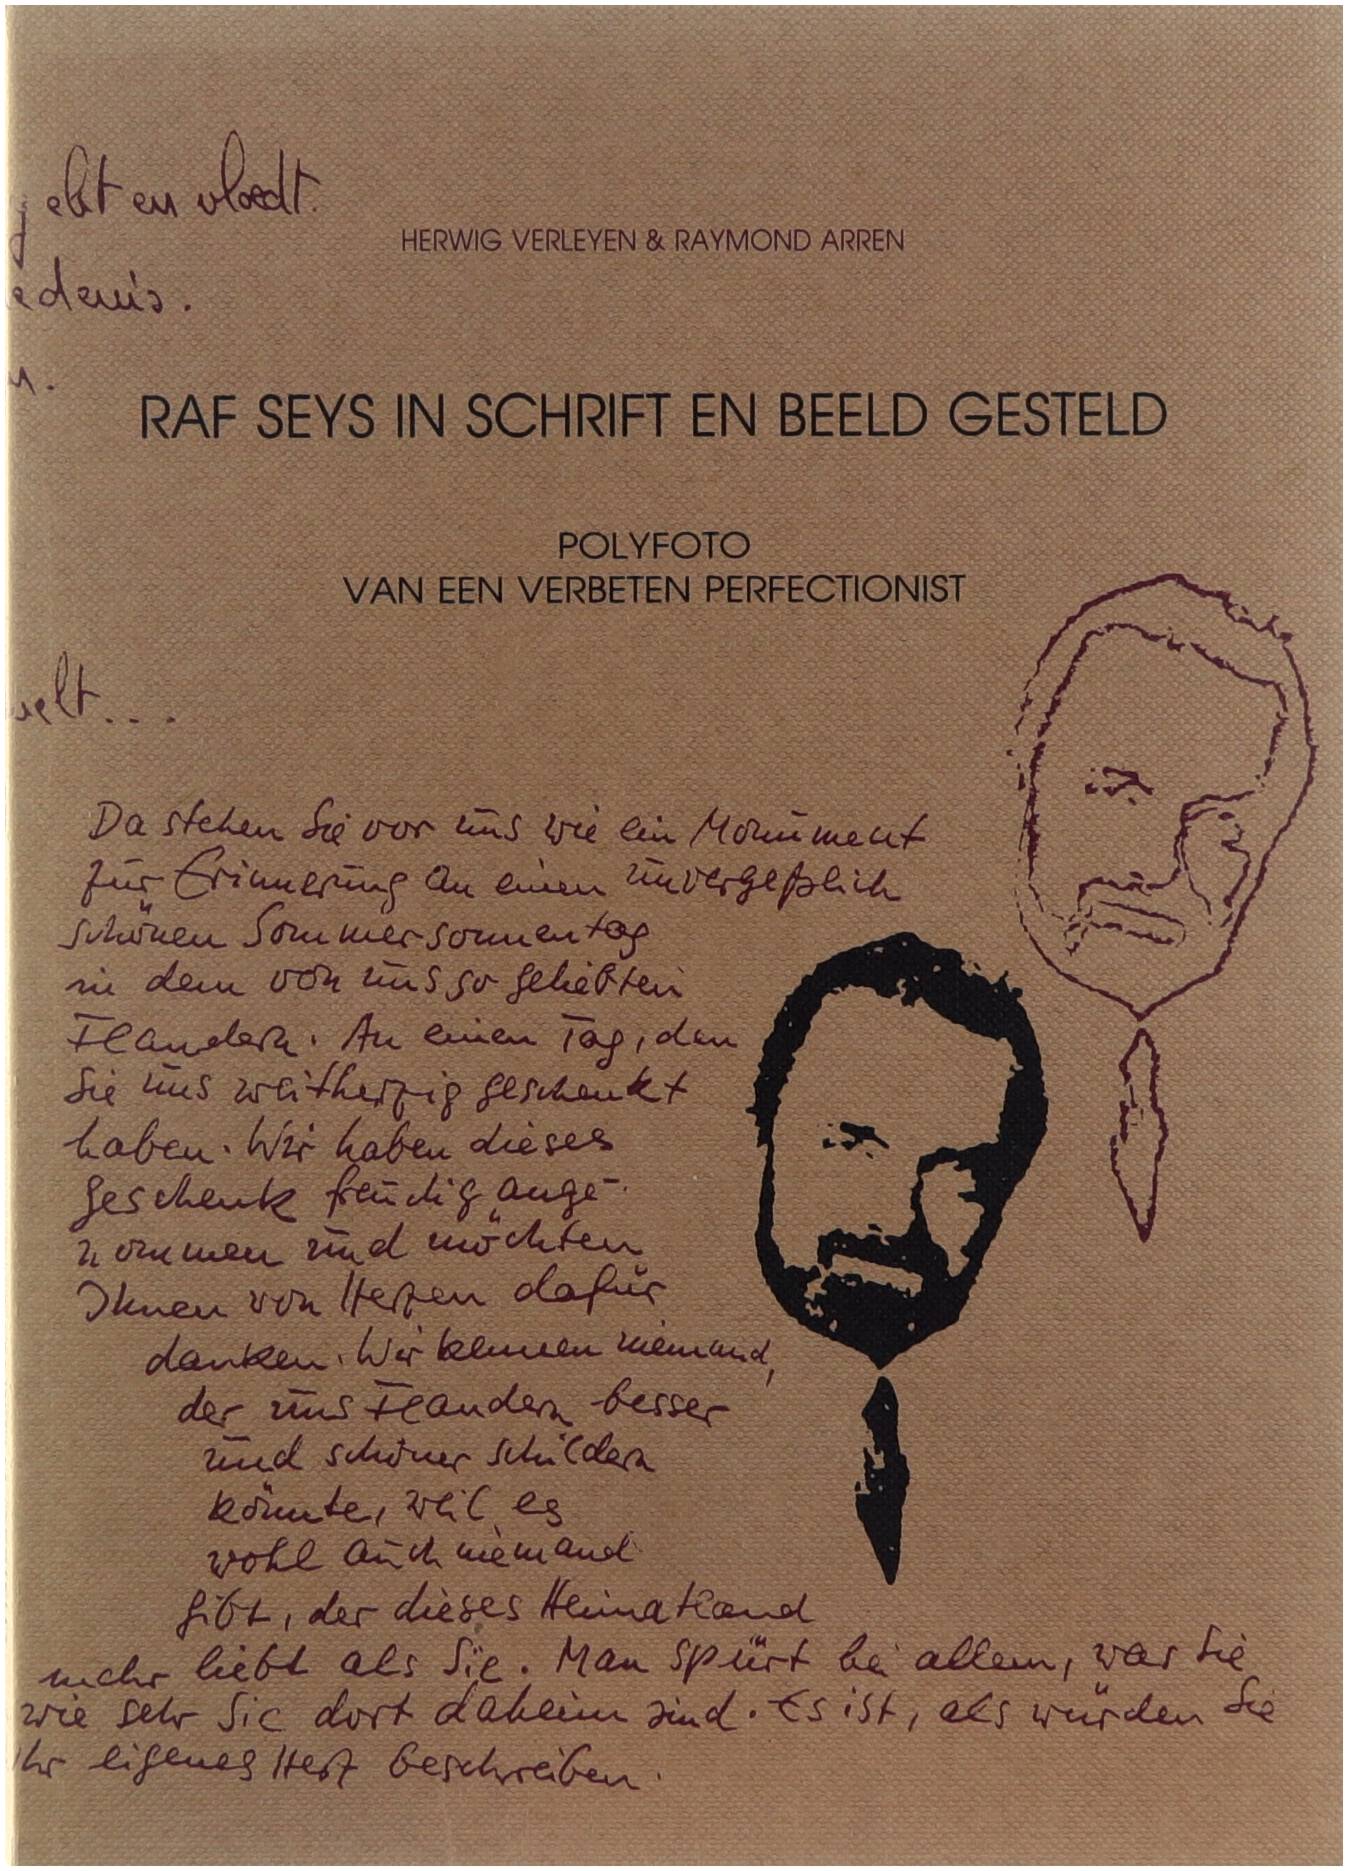 ebt en vloedt.
HERWIG VERLEYEN & RAYMOND ARREN
edenis.
n.
RAF SEYS IN SCHRIFT EN BEELD GESTELD
POLYFOTO
VAN EEN VERBETEN PERFECTIONIST
elt...
Da stehen Sie vor uns wie ein Monument
zur Erinnerung an einen unvergeßlich
schönen Sommersonnentag
in dem von uns so geliebten
Flandern. An einen Tag, den
Sie uns weitherzig geschenkt
haben. Wir haben dieses
Geschenk freudig ange-
nommen und möchten
Ihnen von Herzen dafür
danken. Wir kennen niemand,
der uns Flandern besser
und schöner schildern
könnte, weil es
wohl auch niemand
gibt, der dieses Heimatland
mehr liebt als Sie. Man spürt bei allem, was Sie
wie sehr Sie dort daheim sind. Es ist, als würden Sie
Ihr eigenes Herz beschreiben.